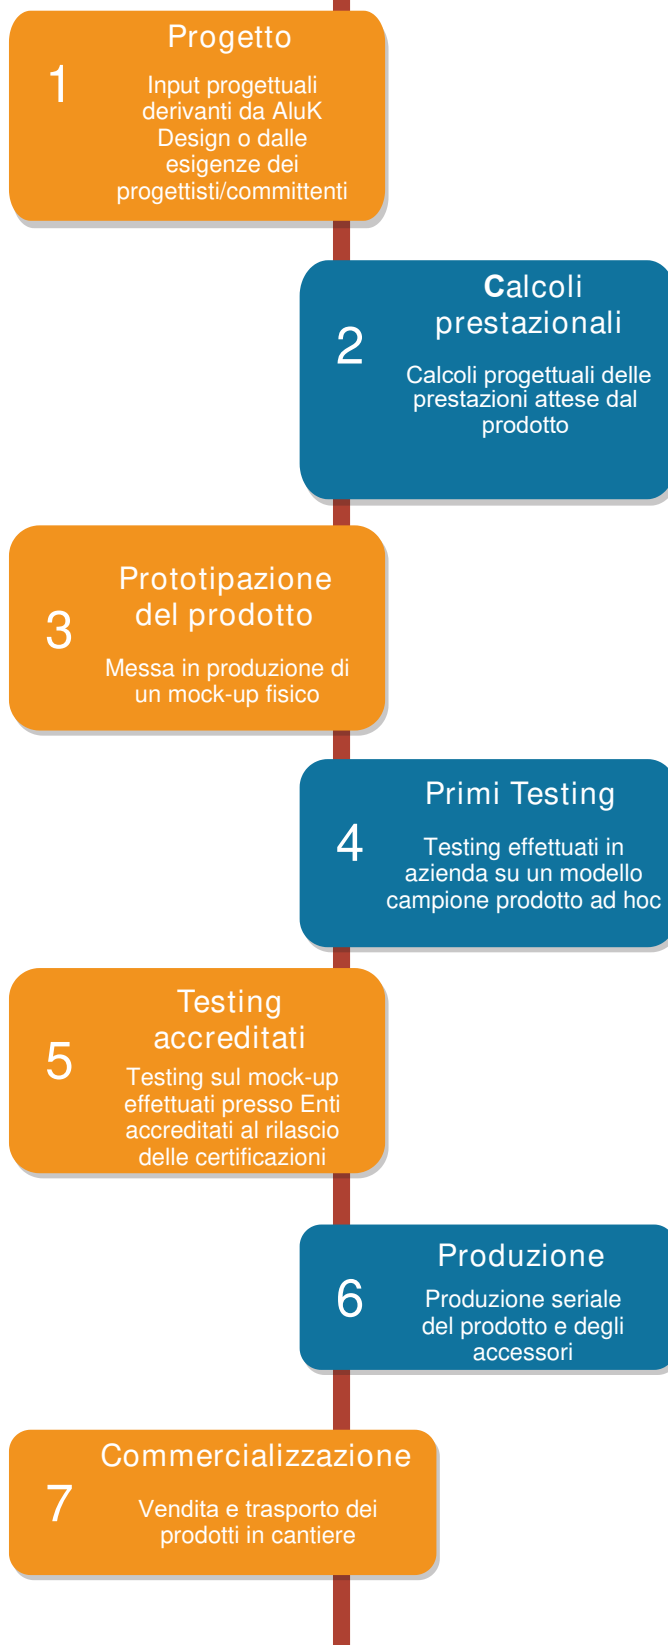 Progetto
1
Input progettuali
derivanti da AluK
Design o dalle
esigenze dei
progettisti/committenti
Calcoli
prestazionali
2
Calcoli progettuali delle
prestazioni attese dal
prodotto
Prototipazione
del prodotto
3
Messa in produzione di
un mock-up fisico
Primi Testing
4
Testing effettuati in
azienda su un modello
campione prodotto ad hoc
Testing
accreditati
5
Testing sul mock-up
effettuati presso Enti
accreditati al rilascio
delle certificazioni
Produzione
6
Produzione seriale
del prodotto e degli
accessori
Commercializzazione
7
Vendita e trasporto dei
prodotti in cantiere